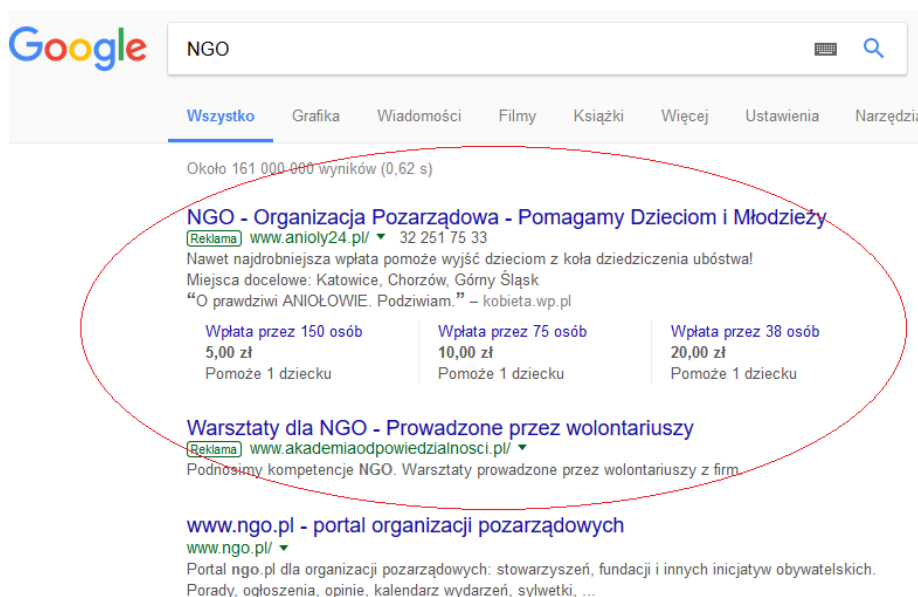 Google NGO
Wszystko Grafika Wiadomości Filmy Książki Więcej Ustawienia Narzędzia
Około 161 000 000 wyników (0,62 s)
NGO - Organizacja Pozarządowa - Pomagamy Dzieciom i Młodzieży
Reklama www.anioly24.pl/ 32 251 75 33
Nawet najdrobniejsza wpłata pomoże wyjść dzieciom z koła dziedziczenia ubóstwa!
Miejsca docelowe: Katowice, Chorzów, Górny Śląsk
“O prawdziwi ANIOŁOWIE. Podziwiam.” – kobieta.wp.pl
Wpłata przez 150 osób Wpłata przez 75 osób Wpłata przez 38 osób
5,00 zł 10,00 zł 20,00 zł
Pomoże 1 dziecku Pomoże 1 dziecku Pomoże 1 dziecku
Warsztaty dla NGO - Prowadzone przez wolontariuszy
Reklama www.akademiaodpowiedzialnosci.pl/
Podnosimy kompetencje NGO. Warsztaty prowadzone przez wolontariuszy z firm.
www.ngo.pl - portal organizacji pozarządowych
www.ngo.pl/
Portal ngo.pl dla organizacji pozarządowych: stowarzyszeń, fundacji i innych inicjatyw obywatelskich.
Porady, ogłoszenia, opinie, kalendarz wydarzeń, sylwetki, ...